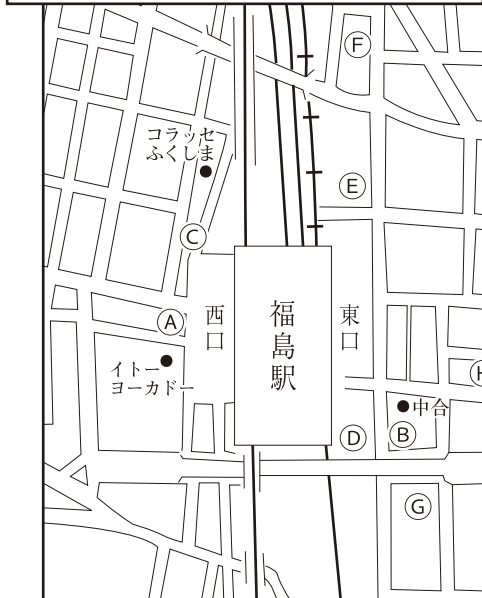 Ⓕ
コラッセ
ふくしま
Ⓔ
Ⓒ
Ⓐ
西口
福島駅
東口
イトー
ヨーカドー
Ⓗ
中合
Ⓓ
Ⓑ
Ⓖ